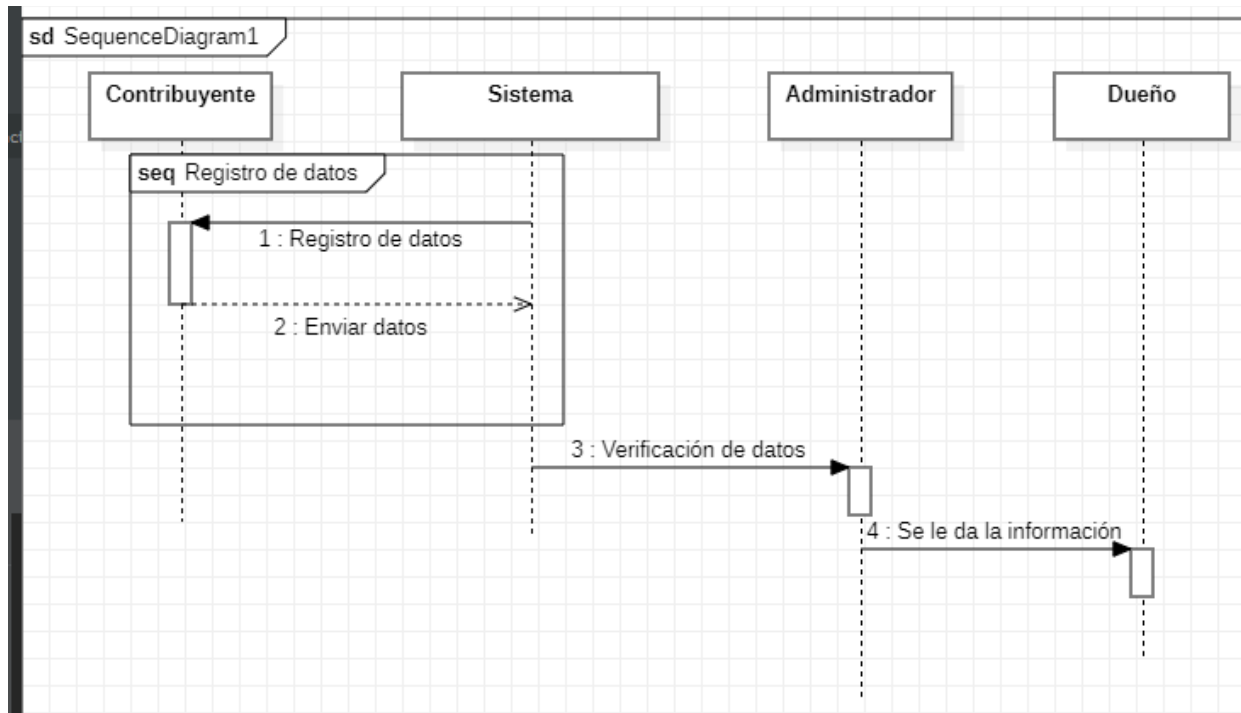 sd SequenceDiagram1
Contribuyente
Sistema
Administrador
Dueño
seq Registro de datos
1 : Registro de datos
2 : Enviar datos
3 : Verificación de datos
4 : Se le da la información